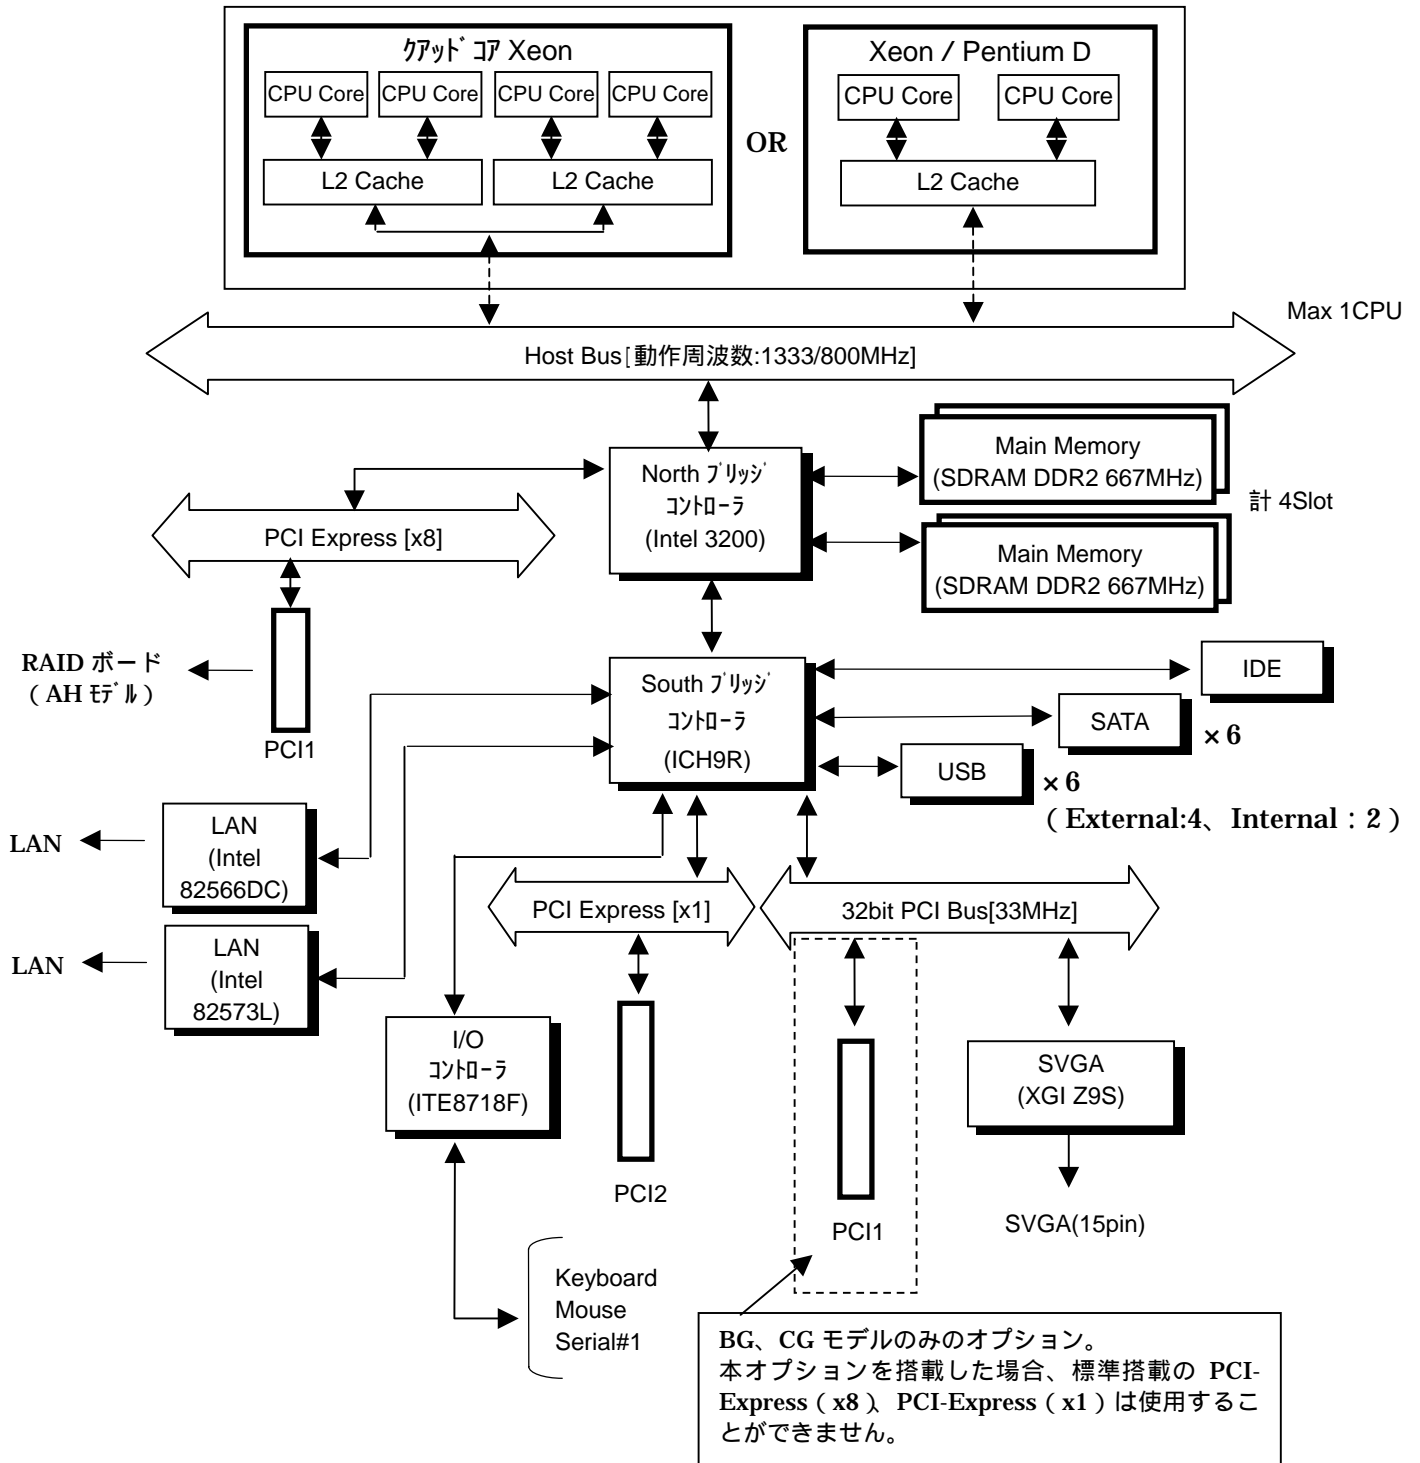 クアッドコア Xeon
CPU Core
CPU Core
CPU Core
CPU Core
L2 Cache
L2 Cache
OR
Xeon / Pentium D
CPU Core
CPU Core
L2 Cache
Max 1CPU
Host Bus[動作周波数:1333/800MHz]
North ブリッジ
コントローラ
(Intel 3200)
Main Memory
(SDRAM DDR2 667MHz)
計 4Slot
Main Memory
(SDRAM DDR2 667MHz)
PCI Express [x8]
RAID ボード
（AH モデル）
PCI1
South ブリッジ
コントローラ
(ICH9R)
IDE
SATA
×6
USB
×6
（External:4、Internal：2）
LAN
LAN
(Intel
82566DC)
LAN
LAN
(Intel
82573L)
PCI Express [x1]
32bit PCI Bus[33MHz]
I/O
コントローラ
(ITE8718F)
PCI2
PCI1
SVGA
(XGI Z9S)
SVGA(15pin)
Keyboard
Mouse
Serial#1
BG、CG モデルのみのオプション。
本オプションを搭載した場合、標準搭載の PCI-
Express（x8）、PCI-Express（x1）は使用するこ
とができません。